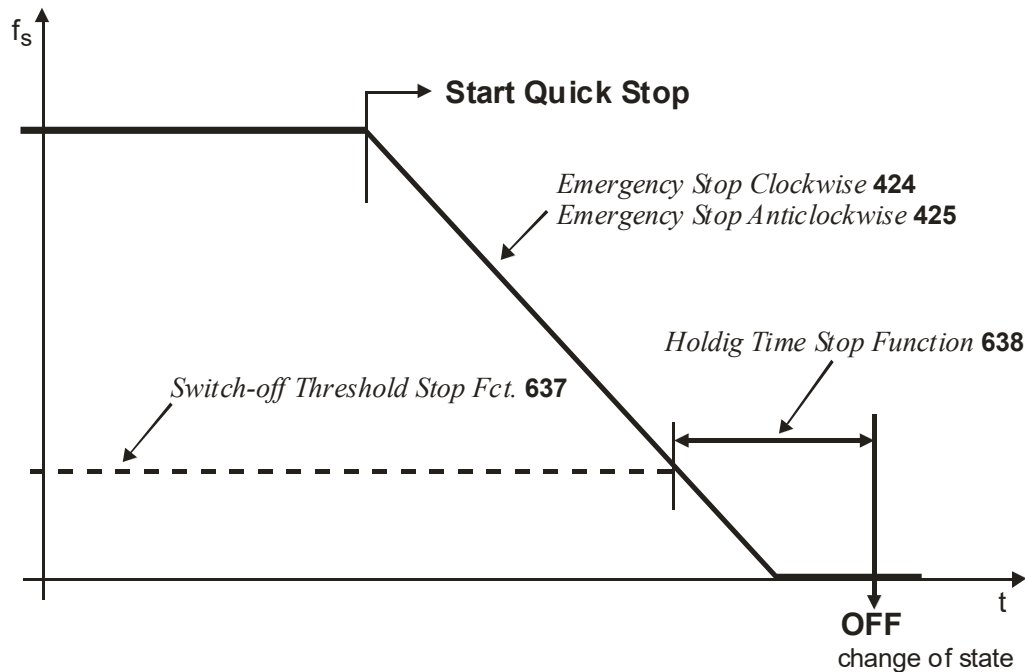 fs
Start Quick Stop
Emergency Stop Clockwise 424
Emergency Stop Anticlockwise 425
Holdig Time Stop Function 638
Switch-off Threshold Stop Fct. 637
t
OFF
change of state